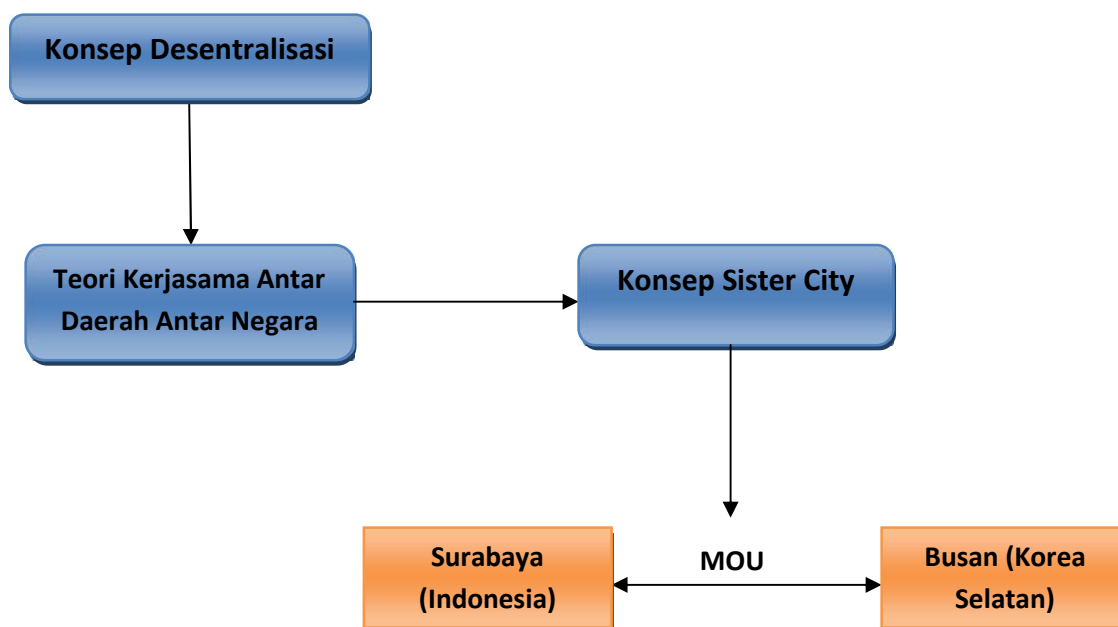 Konsep Desentralisasi
Teori Kerjasama Antar
Daerah Antar Negara
Konsep Sister City
Surabaya
(Indonesia)
MOU
Busan (Korea
Selatan)